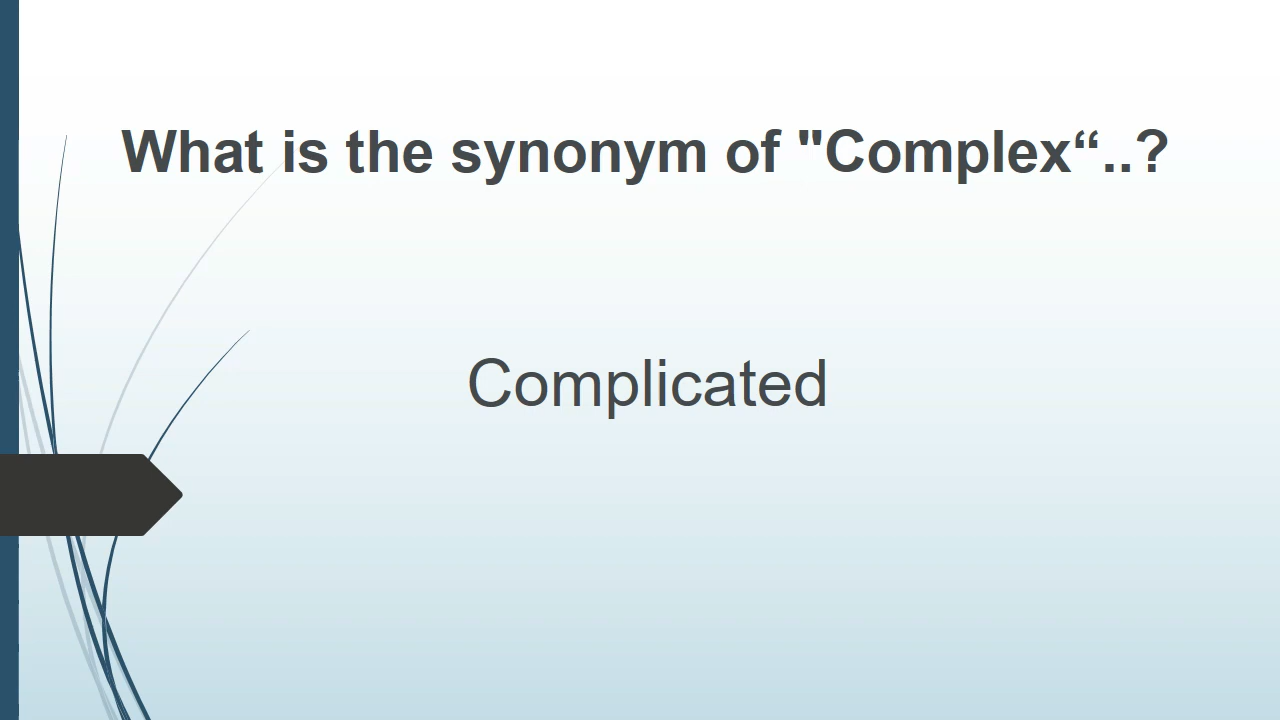 What is the synonym of "Complex“..?
Complicated